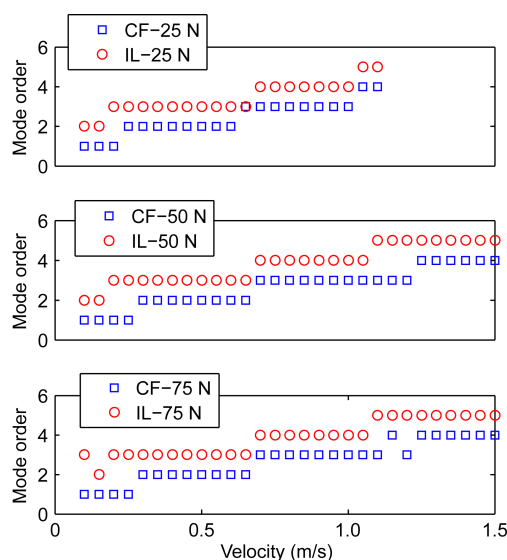 CF−25 N
IL−25 N
6
4
2
0
Mode order
CF−50 N
IL−50 N
6
4
2
0
Mode order
CF−75 N
IL−75 N
6
4
2
0
Mode order
0 0.5 1.0 1.5
Velocity (m/s)